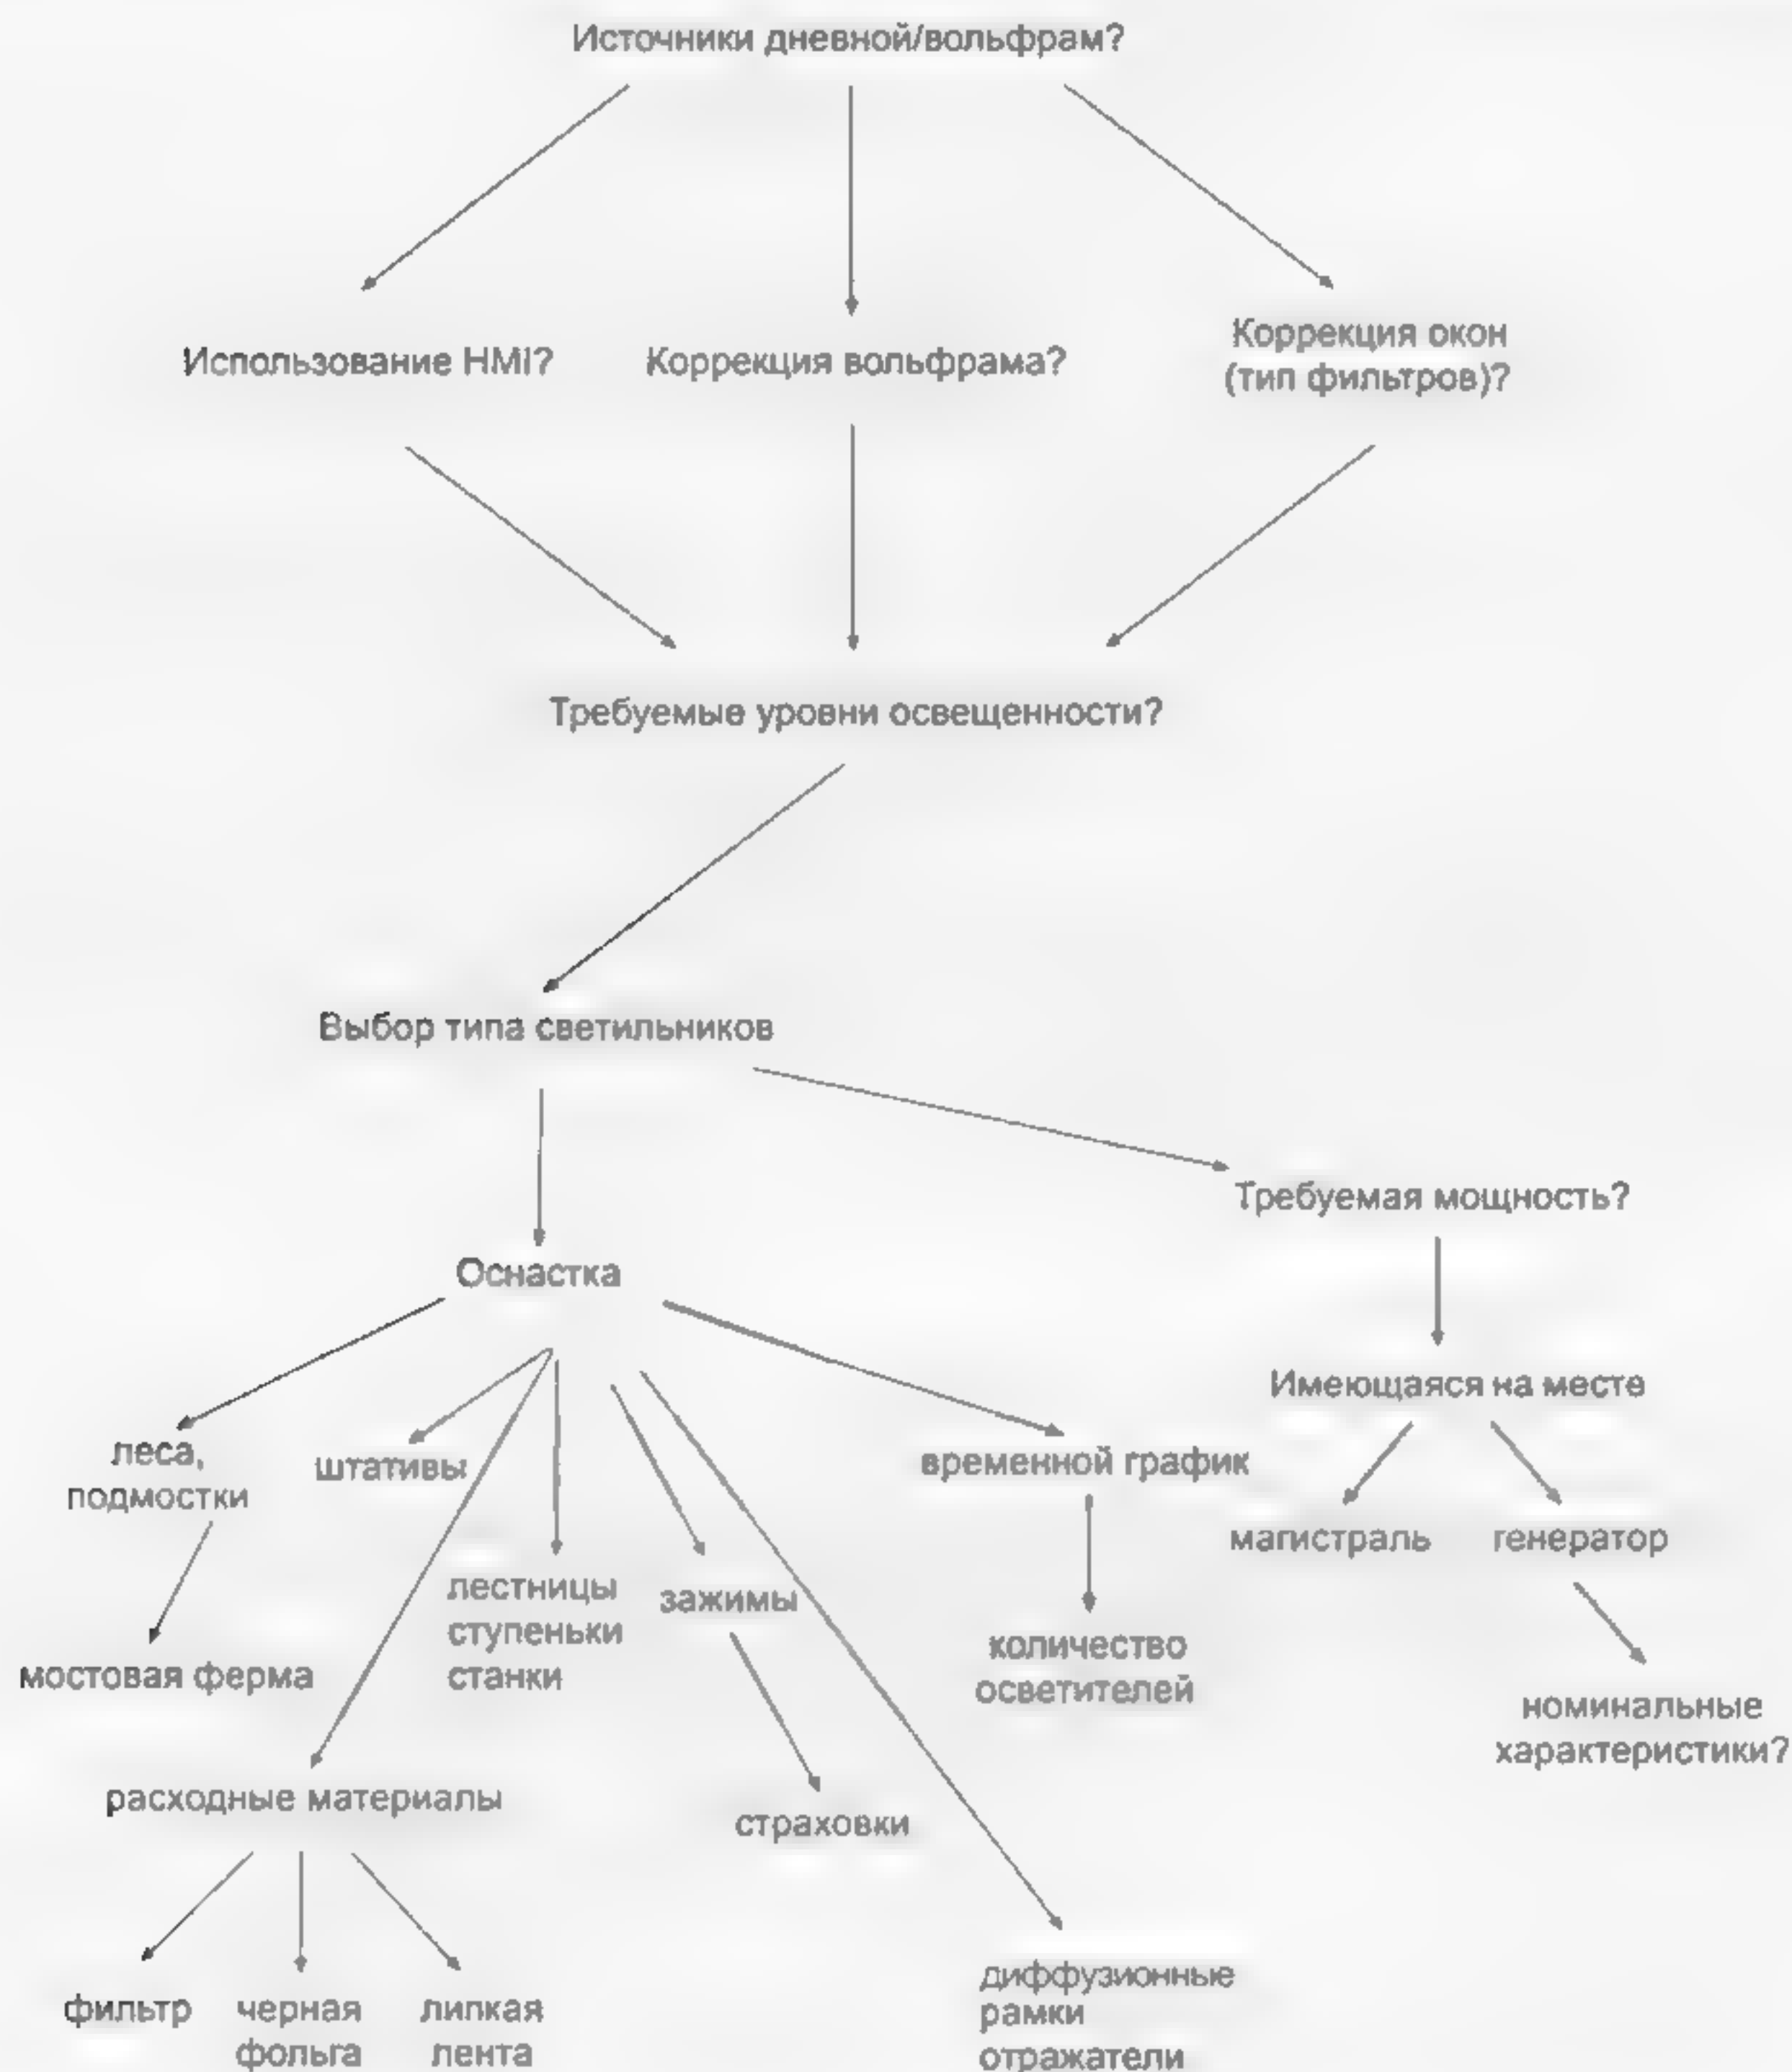 Источники дневной/вольфрам?
Использование HMI?
Коррекция вольфрама?
Коррекция окон
(тип фильтров)?
Требуемые уровни освещенности?
Выбор типа светильников
Требуемая мощность?
Оснастка
Имеющаяся на месте
леса,
подмостки
штативы
временной график
магистраль
генератор
лестницы
ступеньки
станки
зажимы
количество
осветителей
мостовая ферма
номинальные
характеристики?
расходные материалы
страховки
диффузионные
рамки
отражатели
фильтр
черная
фольга
липкая
лента